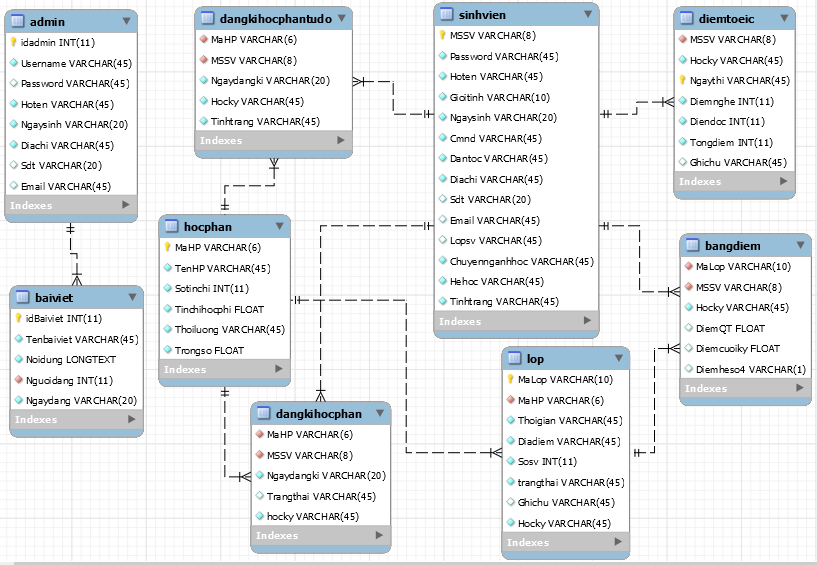 admin
idadmin INT(11)
Username VARCHAR(45)
Password VARCHAR(45)
Hoten VARCHAR(45)
Ngaysinh VARCHAR(20)
Diachi VARCHAR(45)
Sdt VARCHAR(20)
Email VARCHAR(45)
Indexes
dangkihocphantudo
MaHP VARCHAR(6)
MSSV VARCHAR(8)
Ngaydangki VARCHAR(20)
Hocky VARCHAR(45)
Tinhtrang VARCHAR(45)
Indexes
sinhvien
MSSV VARCHAR(8)
Password VARCHAR(45)
Hoten VARCHAR(45)
Gioitinh VARCHAR(10)
Ngaysinh VARCHAR(20)
Cmnd VARCHAR(45)
Dantoc VARCHAR(45)
Diachi VARCHAR(45)
Sdt VARCHAR(20)
Email VARCHAR(45)
Lopsv VARCHAR(45)
Chuyennganhhoc VARCHAR(45)
Hehoc VARCHAR(45)
Tinhtrang VARCHAR(45)
Indexes
diemtoeic
MSSV VARCHAR(8)
Hocky VARCHAR(45)
Ngaythi VARCHAR(45)
Diemnghe INT(11)
Diendoc INT(11)
Tongdiem INT(11)
Ghichu VARCHAR(45)
Indexes
hocphan
MaHP VARCHAR(6)
TenHP VARCHAR(45)
Sotinchi INT(11)
Tinchihocphi FLOAT
Thoiluong VARCHAR(45)
Trongso FLOAT
Indexes
bangdiem
MaLop VARCHAR(10)
MSSV VARCHAR(8)
Hocky VARCHAR(45)
DiemQT FLOAT
Diemcuoiky FLOAT
Diemheso4 VARCHAR(1)
Indexes
baiviet
idBaiviet INT(11)
Tenbaiviet VARCHAR(45)
Noidung LONGTEXT
Nguoidang INT(11)
Ngaydang VARCHAR(20)
Indexes
lop
MaLop VARCHAR(10)
MaHP VARCHAR(6)
Thoigian VARCHAR(45)
Diadiem VARCHAR(45)
Sosv INT(11)
trangthai VARCHAR(45)
Ghichu VARCHAR(45)
Hocky VARCHAR(45)
Indexes
dangkihocphan
MaHP VARCHAR(6)
MSSV VARCHAR(8)
Ngaydangki VARCHAR(20)
Trangthai VARCHAR(45)
hocky VARCHAR(45)
Indexes